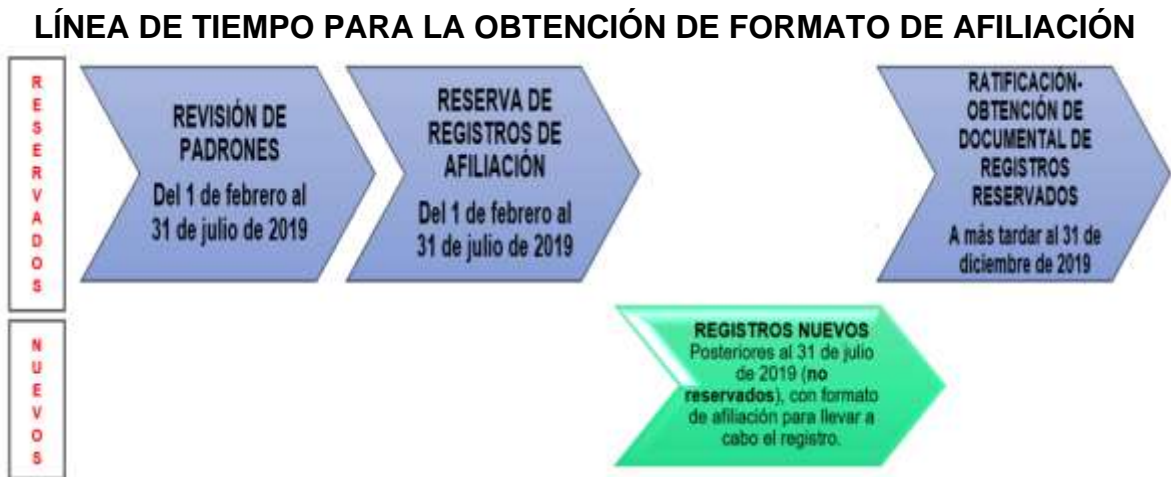 LÍNEA DE TIEMPO PARA LA OBTENCIÓN DE FORMATO DE AFILIACIÓN
RESERVADOS
REVISIÓN DE
PADRONES
Del 1 de febrero al
31 de julio de 2019
RESERVA DE
REGISTROS DE
AFILIACIÓN
Del 1 de febrero al
31 de julio de 2019
RATIFICACIÓN-
OBTENCIÓN DE
DOCUMENTAL DE
REGISTROS
RESERVADOS
A más tardar al 31 de
diciembre de 2019
NUEVOS
REGISTROS NUEVOS
Posteriores al 31 de julio
de 2019 (no
reservados), con formato
de afiliación para llevar a
cabo el registro.